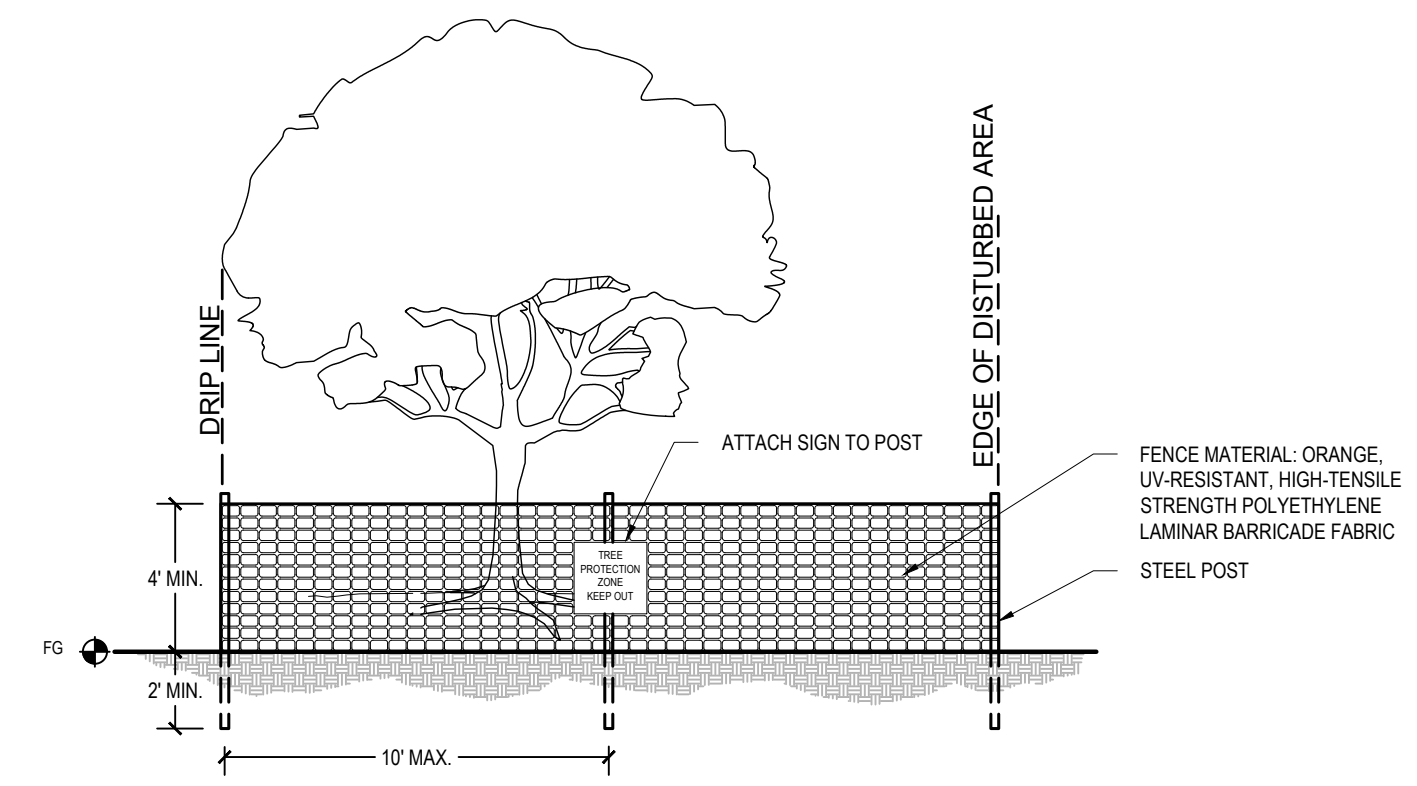 DRIP LINE
EDGE OF DISTURBED AREA
ATTACH SIGN TO POST
FENCE MATERIAL: ORANGE,
UV-RESISTANT, HIGH-TENSILE
STRENGTH POLYETHYLENE
LAMINAR BARRICADE FABRIC
STEEL POST
TREE
PROTECTION
ZONE
KEEP OUT
4' MIN.
FG
2' MIN.
10' MAX.